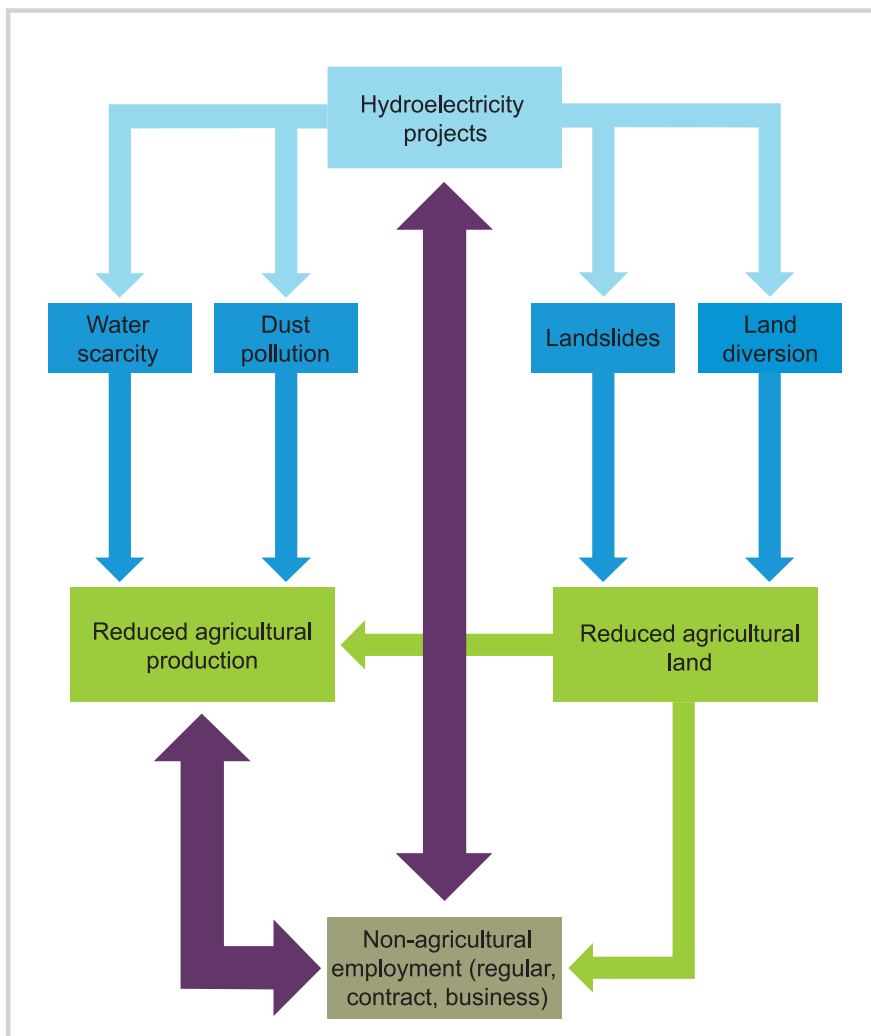 Hydroelectricity
projects
Water
scarcity
Dust
pollution
Landslides
Land
diversion
Reduced agricultural
production
Reduced agricultural
land
Non-agricultural
employment (regular,
contract, business)